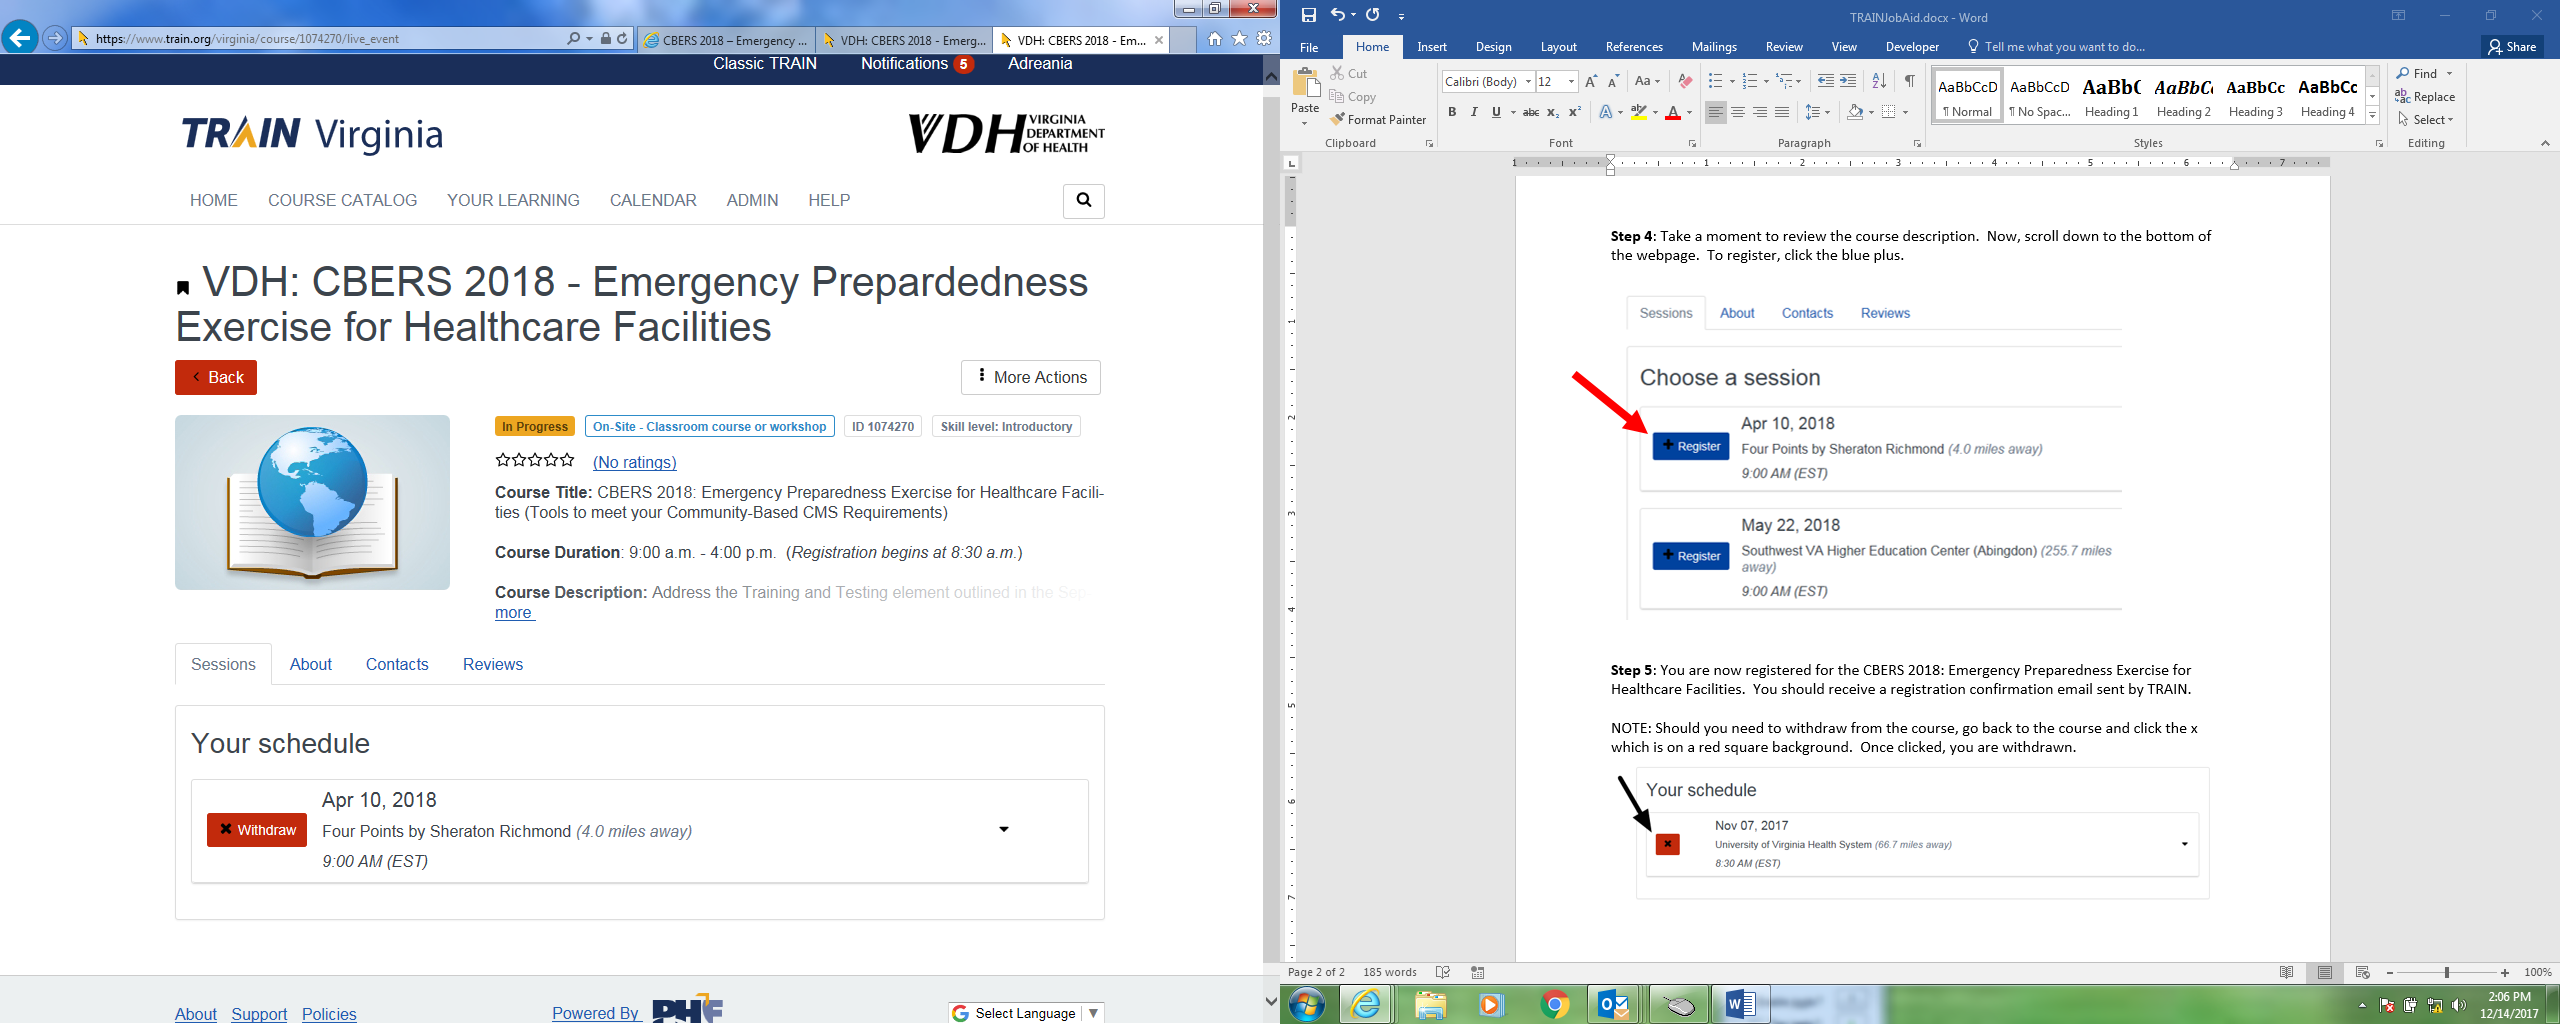 https://www.train.org/virginia/course/1074270/live_event
CBERS 2018 – Emergency ...
VDH: CBERS 2018 - Emerg...
VDH: CBERS 2018 - Em...
Classic TRAIN Notifications 5 Adreania
TRAIN Virginia
VDH VIRGINIA
DEPARTMENT
OF HEALTH
HOME COURSE CATALOG YOUR LEARNING CALENDAR ADMIN HELP
VDH: CBERS 2018 - Emergency Prepardedness
Exercise for Healthcare Facilities
Back
More Actions
In Progress On-Site - Classroom course or workshop ID 1074270 Skill level: Introductory
(No ratings)
Course Title: CBERS 2018: Emergency Preparedness Exercise for Healthcare Facili-
ties (Tools to meet your Community-Based CMS Requirements)
Course Duration: 9:00 a.m. - 4:00 p.m. (Registration begins at 8:30 a.m.)
Course Description: Address the Training and Testing element outlined in the Sep
more
Sessions About Contacts Reviews
Your schedule
Apr 10, 2018
Withdraw Four Points by Sheraton Richmond (4.0 miles away)
9:00 AM (EST)
About Support Policies
Powered By PHF
Select Language
TRAINJobAid.docx - Word
File Home Insert Design Layout References Mailings Review View Developer Tell me what you want to do... Share
Paste
Cut
Copy
Format Painter
Clipboard
Calibri (Body) 12
Aa
B I U abc x₂ x²
Font
Paragraph
AaBbCcD AaBbCcD AaBbC AaBbCc AaBbCc AaBbCc
¶ Normal ¶ No Spac... Heading 1 Heading 2 Heading 3 Heading 4
Styles
Find
Replace
Select
Editing
Step 4: Take a moment to review the course description. Now, scroll down to the bottom of
the webpage. To register, click the blue plus.
Sessions About Contacts Reviews
Choose a session
Apr 10, 2018
+ Register Four Points by Sheraton Richmond (4.0 miles away)
9:00 AM (EST)
May 22, 2018
+ Register Southwest VA Higher Education Center (Abingdon) (255.7 miles
away)
9:00 AM (EST)
Step 5: You are now registered for the CBERS 2018: Emergency Preparedness Exercise for
Healthcare Facilities. You should receive a registration confirmation email sent by TRAIN.
NOTE: Should you need to withdraw from the course, go back to the course and click the x
which is on a red square background. Once clicked, you are withdrawn.
Your schedule
Nov 07, 2017
University of Virginia Health System (66.7 miles away)
8:30 AM (EST)
Page 2 of 2 185 words
100%
2:06 PM
12/14/2017